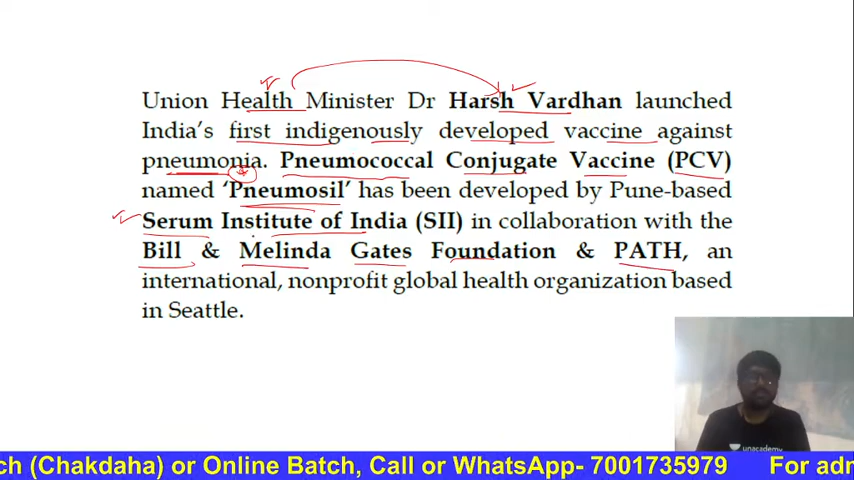 Union Health Minister Dr Harsh Vardhan launched
India's first indigenously developed vaccine against
pneumonia. Pneumococcal Conjugate Vaccine (PCV)
named 'Pneumosil' has been developed by Pune-based
Serum Institute of India (SII) in collaboration with the
Bill & Melinda Gates Foundation & PATH, an
international, nonprofit global health organization based
in Seattle.
unacademy
ch (Chakdaha) or Online Batch, Call or WhatsApp- 7001735979 For adm